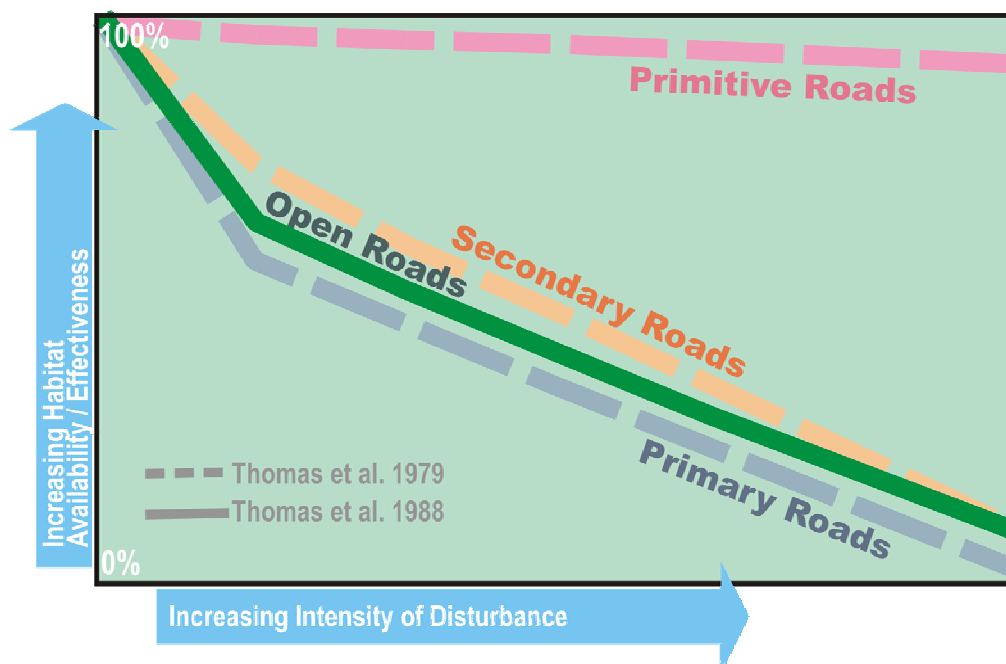 100%
Primitive Roads
Open Roads
Secondary Roads
Primary Roads
Increasing Habitat
Availability / Effectiveness
Thomas et al. 1979
Thomas et al. 1988
0%
Increasing Intensity of Disturbance